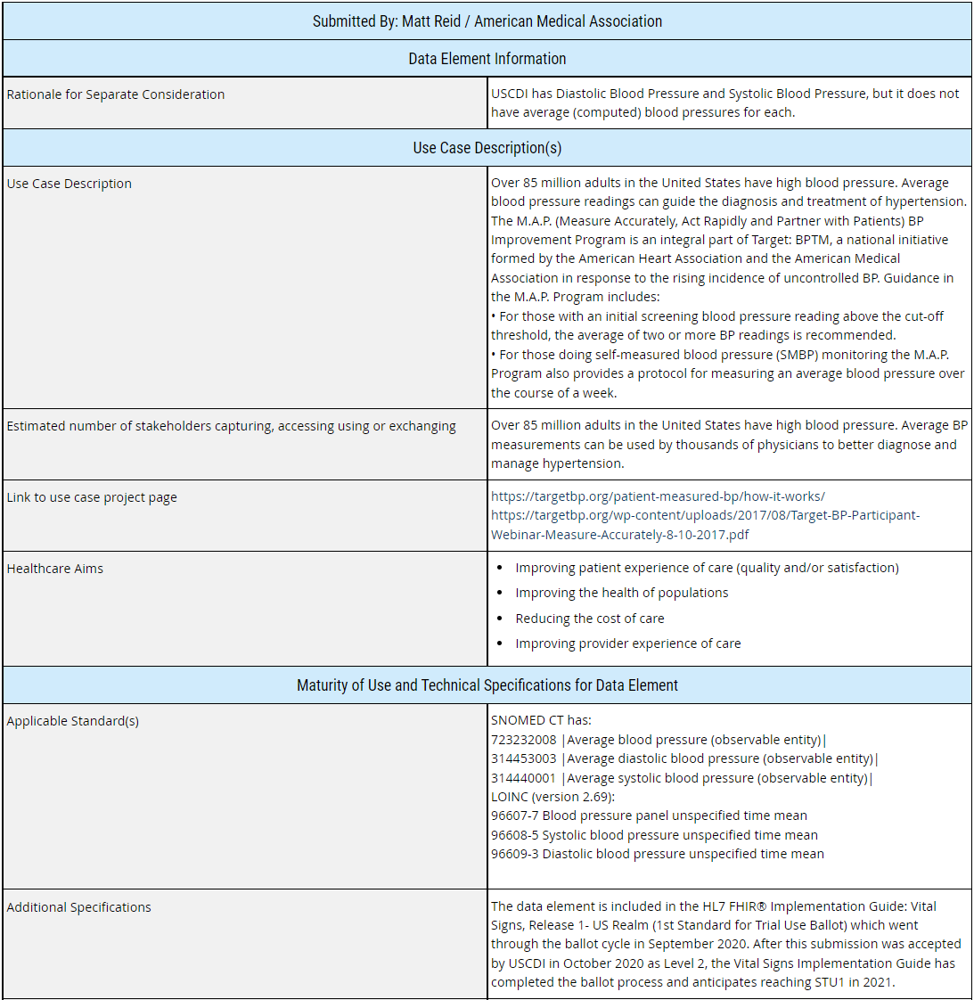 Submitted By: Matt Reid / American Medical Association
Data Element Information
Rationale for Separate Consideration
USCDI has Diastolic Blood Pressure and Systolic Blood Pressure, but it does not
have average (computed) blood pressures for each.
Use Case Description(s)
Use Case Description
Over 85 million adults in the United States have high blood pressure. Average
blood pressure readings can guide the diagnosis and treatment of hypertension.
The M.A.P. (Measure Accurately, Act Rapidly and Partner with Patients) BP
Improvement Program is an integral part of Target: BPTM, a national initiative
formed by the American Heart Association and the American Medical
Association in response to the rising incidence of uncontrolled BP. Guidance in
the M.A.P. Program includes:
• For those with an initial screening blood pressure reading above the cut-off
threshold, the average of two or more BP readings is recommended.
• For those doing self-measured blood pressure (SMBP) monitoring the M.A.P.
Program also provides a protocol for measuring an average blood pressure over
the course of a week.
Estimated number of stakeholders capturing, accessing using or exchanging
Over 85 million adults in the United States have high blood pressure. Average BP
measurements can be used by thousands of physicians to better diagnose and
manage hypertension.
Link to use case project page
https://targetbp.org/patient-measured-bp/how-it-works/
https://targetbp.org/wp-content/uploads/2017/08/Target-BP-Participant-
Webinar-Measure-Accurately-8-10-2017.pdf
Healthcare Aims
• Improving patient experience of care (quality and/or satisfaction)
• Improving the health of populations
• Reducing the cost of care
• Improving provider experience of care
Maturity of Use and Technical Specifications for Data Element
Applicable Standard(s)
SNOMED CT has:
723232008 |Average blood pressure (observable entity)|
314453003 |Average diastolic blood pressure (observable entity)|
314440001 |Average systolic blood pressure (observable entity)|
LOINC (version 2.69):
96607-7 Blood pressure panel unspecified time mean
96608-5 Systolic blood pressure unspecified time mean
96609-3 Diastolic blood pressure unspecified time mean
Additional Specifications
The data element is included in the HL7 FHIR® Implementation Guide: Vital
Signs, Release 1- US Realm (1st Standard for Trial Use Ballot) which went
through the ballot cycle in September 2020. After this submission was accepted
by USCDI in October 2020 as Level 2, the Vital Signs Implementation Guide has
completed the ballot process and anticipates reaching STU1 in 2021.